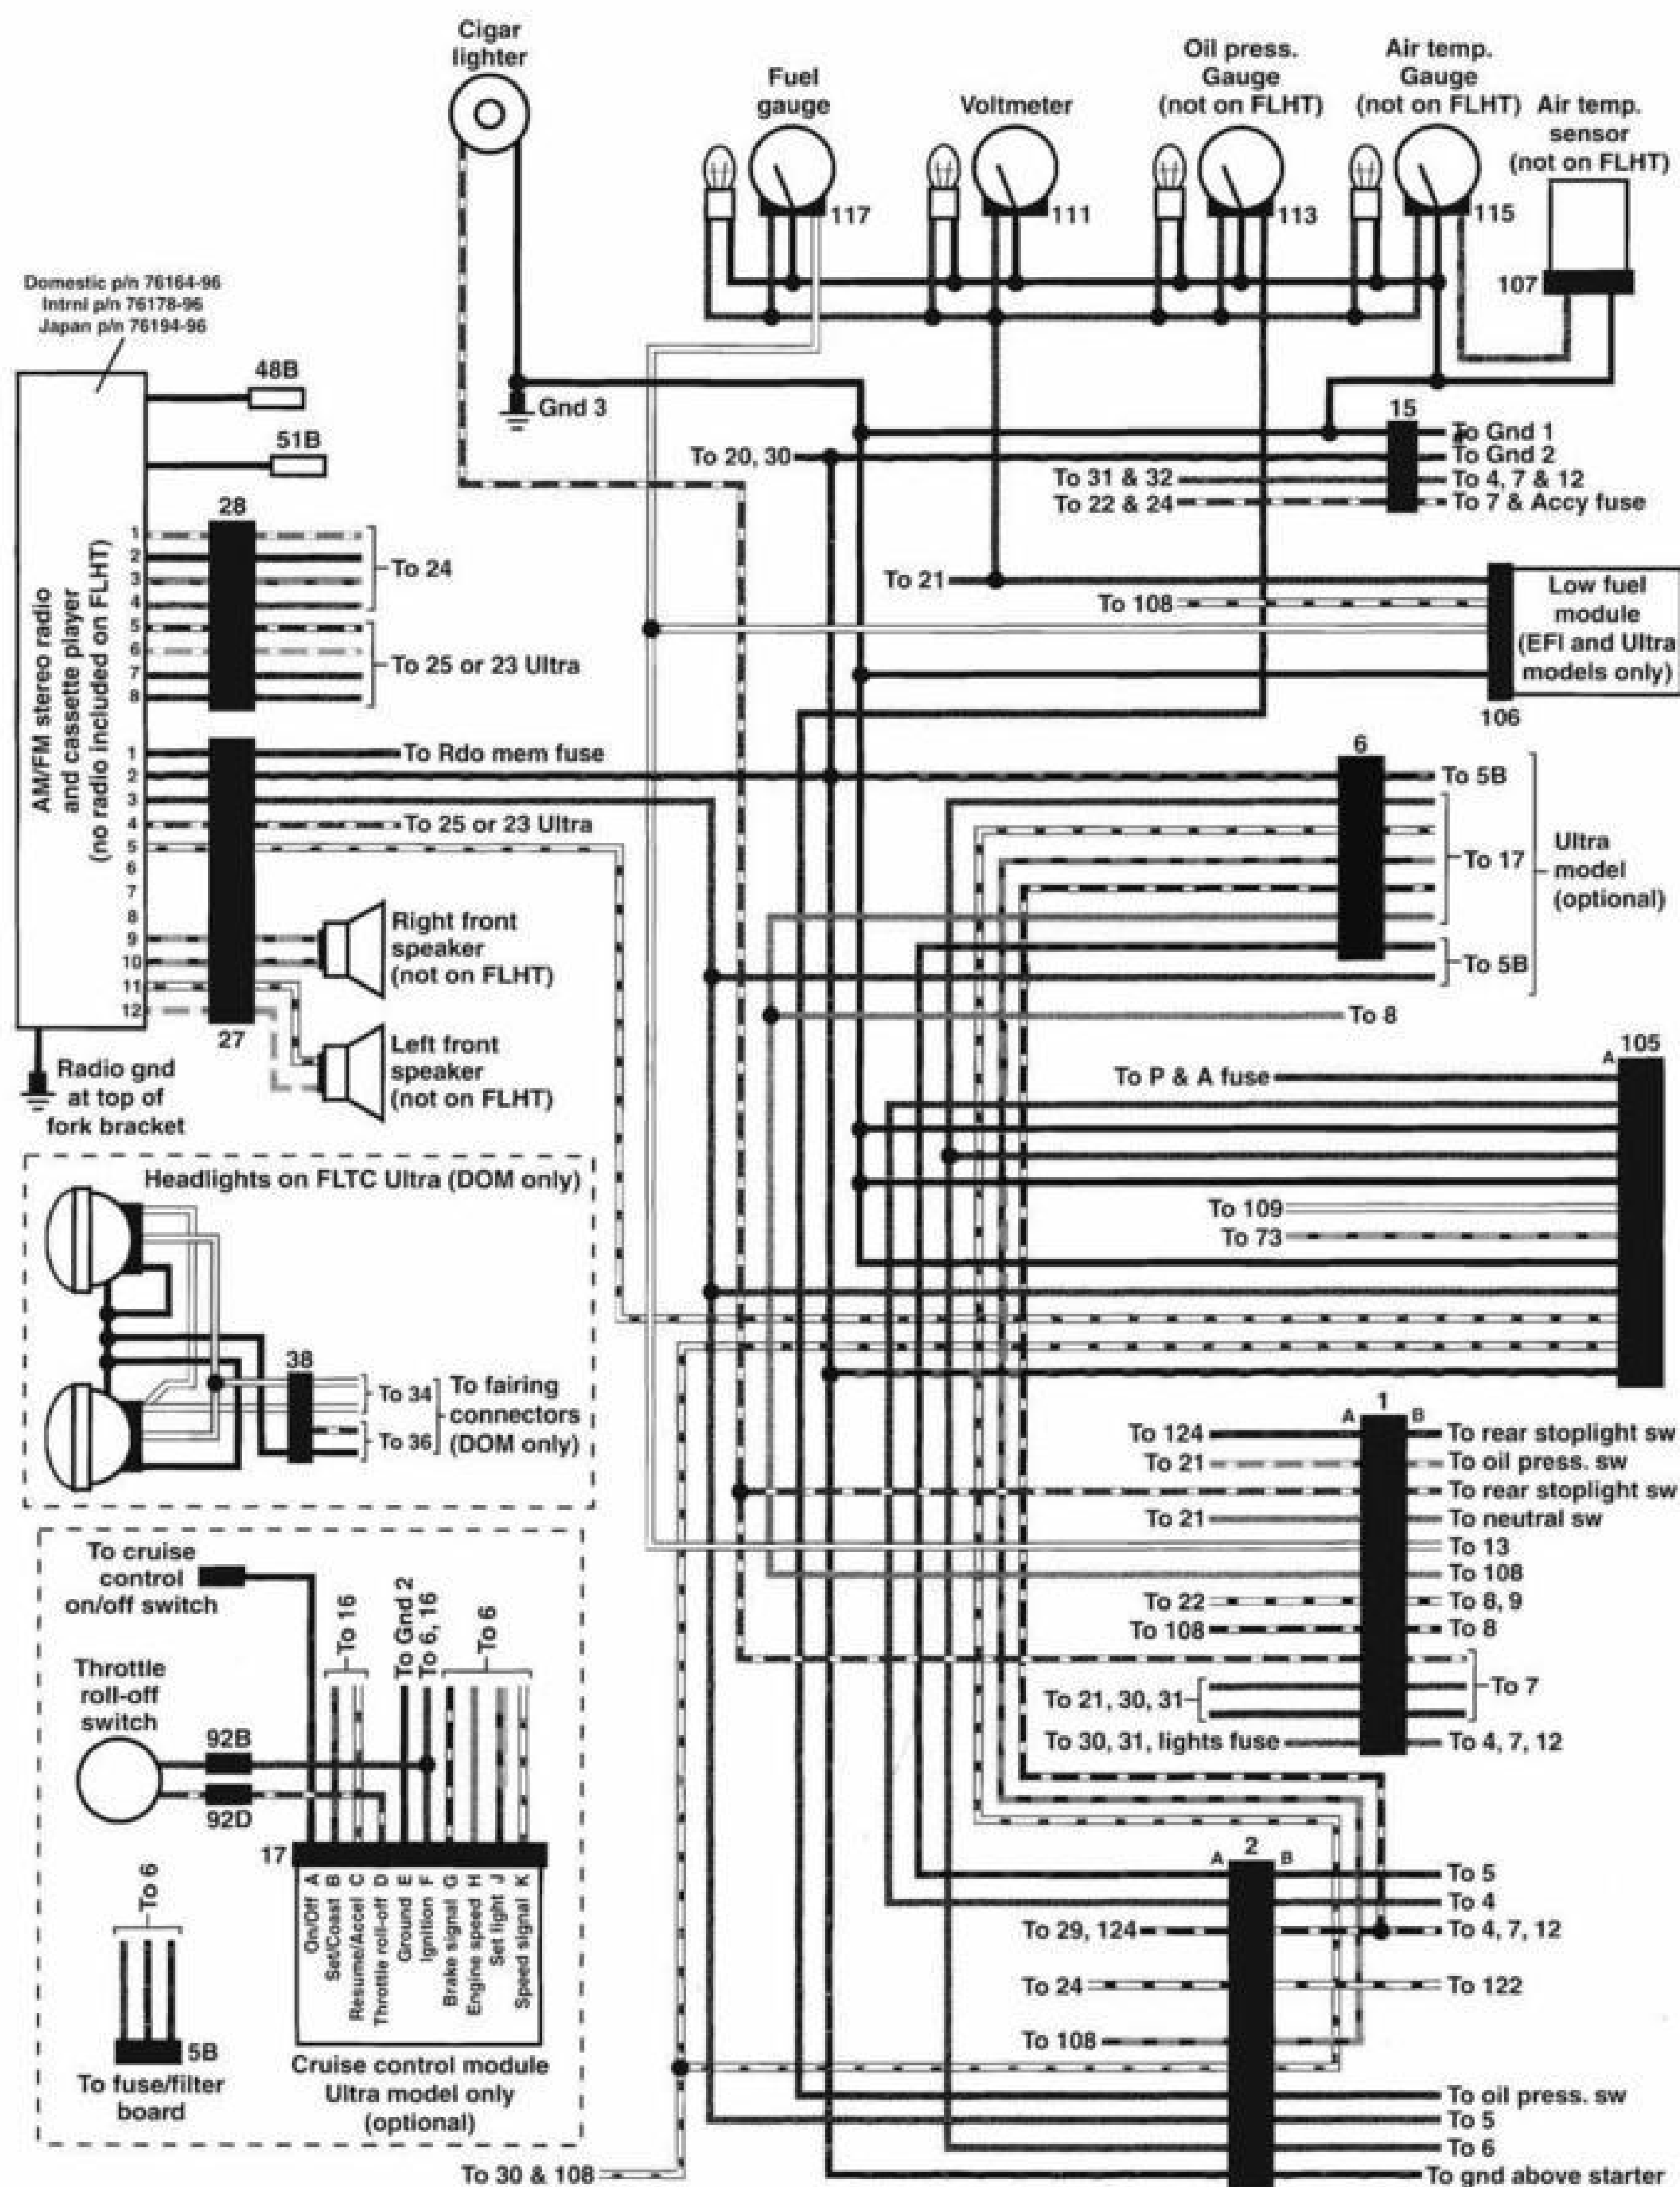 Cigar
lighter
Fuel
gauge
Voltmeter
Oil press.
Gauge
(not on FLHT)
Air temp.
Gauge
(not on FLHT)
Air temp.
sensor
(not on FLHT)
117
111
113
115
107
Domestic p/n 76164-96
Intrnl p/n 76178-96
Japan p/n 76194-96
48B
51B
Gnd 3
15
To Gnd 1
To 20, 30
To Gnd 2
To 31 & 32
To 4, 7 & 12
To 22 & 24
To 7 & Accy fuse
28
AM/FM stereo radio
and cassette player
(no radio included on FLHT)
1
2
3
4
5
6
7
8
To 24
To 25 or 23 Ultra
To 21
To 108
Low fuel
module
(EFI and Ultra
models only)
106
1
2
3
4
5
6
7
8
9
10
11
12
To Rdo mem fuse
To 25 or 23 Ultra
27
Right front
speaker
(not on FLHT)
Left front
speaker
(not on FLHT)
Radio gnd
at top of
fork bracket
6
To 5B
To 17
To 5B
Ultra
model
(optional)
To 8
105
A
To P & A fuse
To 109
To 73
Headlights on FLTC Ultra (DOM only)
38
To 34
To 36
To fairing
connectors
(DOM only)
1
A
B
To 124
To rear stoplight sw
To 21
To oil press. sw
To rear stoplight sw
To 21
To neutral sw
To 13
To 108
To 22
To 8, 9
To 108
To 8
To 21, 30, 31
To 7
To 30, 31, lights fuse
To 4, 7, 12
To cruise
control
on/off switch
Throttle
roll-off
switch
92B
92D
To 16
To Gnd 2
To 6, 16
To 6
17
On/Off A
Set/Coast B
Resume/Accel C
Throttle roll-off D
Ground E
Ignition F
Brake signal G
Engine speed H
Set light J
Speed signal K
To 6
5B
To fuse/filter
board
Cruise control module
Ultra model only
(optional)
2
A
B
To 5
To 4
To 29, 124
To 4, 7, 12
To 24
To 122
To 108
To oil press. sw
To 5
To 6
To 30 & 108
To gnd above starter